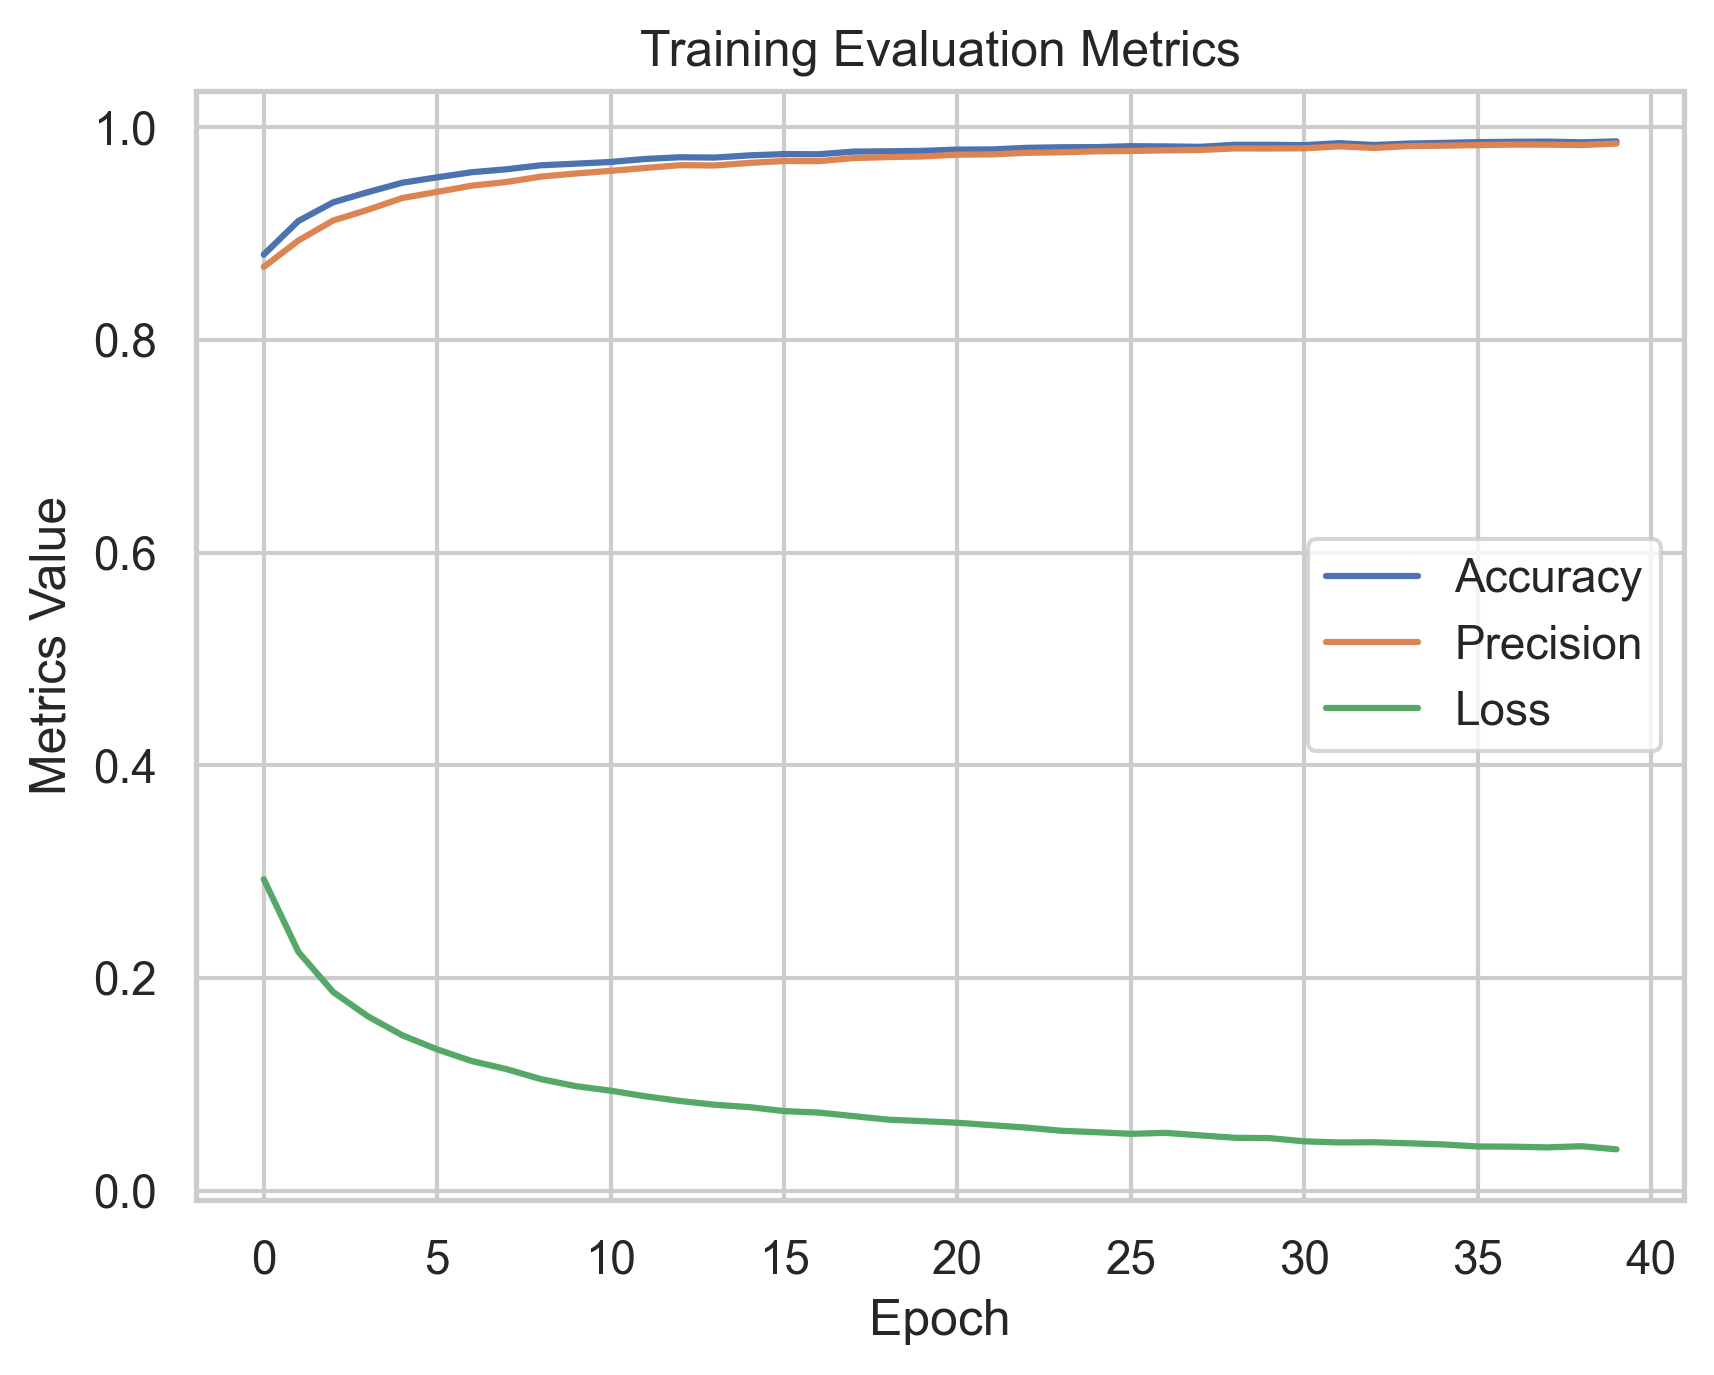 Training Evaluation Metrics
1.0
0.8
0.6
0.4
0.2
0.0
Metrics Value
Accuracy
Precision
Loss
0 5 10 15 20 25 30 35 40
Epoch